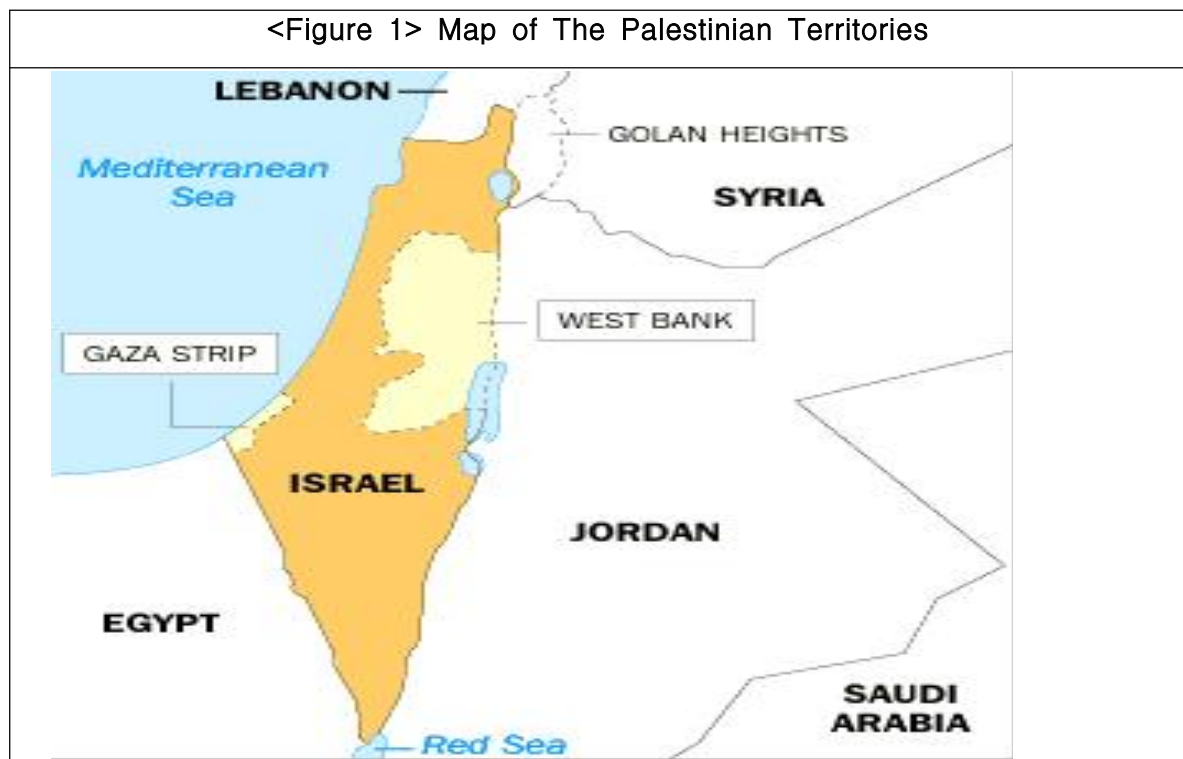 <Figure 1> Map of The Palestinian Territories
LEBANON
GOLAN HEIGHTS
Mediterranean
Sea
SYRIA
WEST BANK
GAZA STRIP
ISRAEL
JORDAN
EGYPT
SAUDI
ARABIA
Red Sea